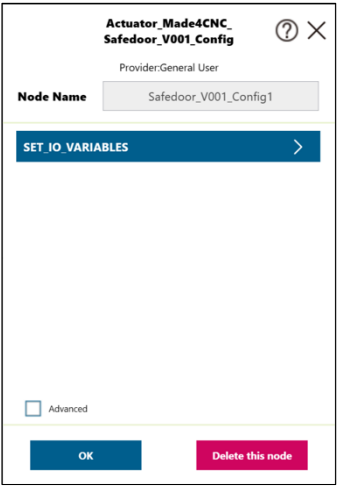 Actuator_Made4CNC_
Safedoor_V001_Config
Provider:General User
Node Name
Safedoor_V001_Config1
SET_IO_VARIABLES
Advanced
OK
Delete this node